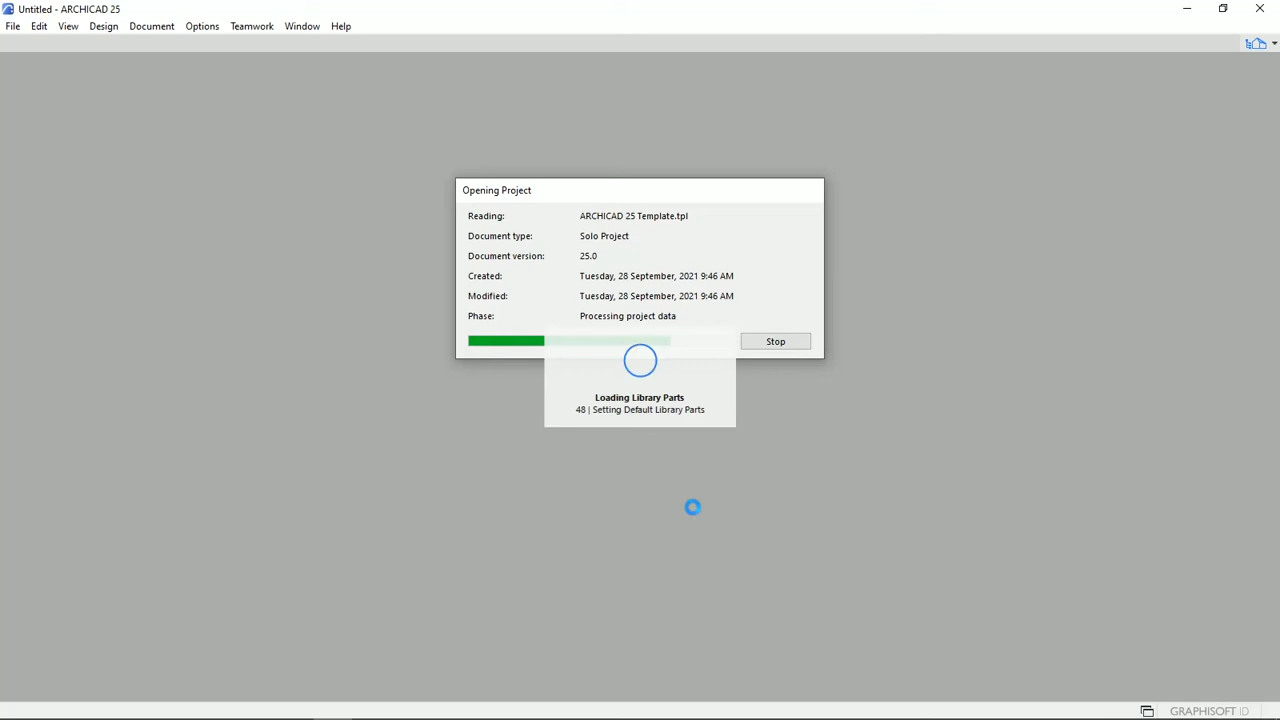 Untitled - ARCHICAD 25
File Edit View Design Document Options Teamwork Window Help
Opening Project
Reading: ARCHICAD 25 Template.tpl
Document type: Solo Project
Document version: 25.0
Created: Tuesday, 28 September, 2021 9:46 AM
Modified: Tuesday, 28 September, 2021 9:46 AM
Phase: Processing project data
Stop
Loading Library Parts
48 | Setting Default Library Parts
GRAPHISOFT ID